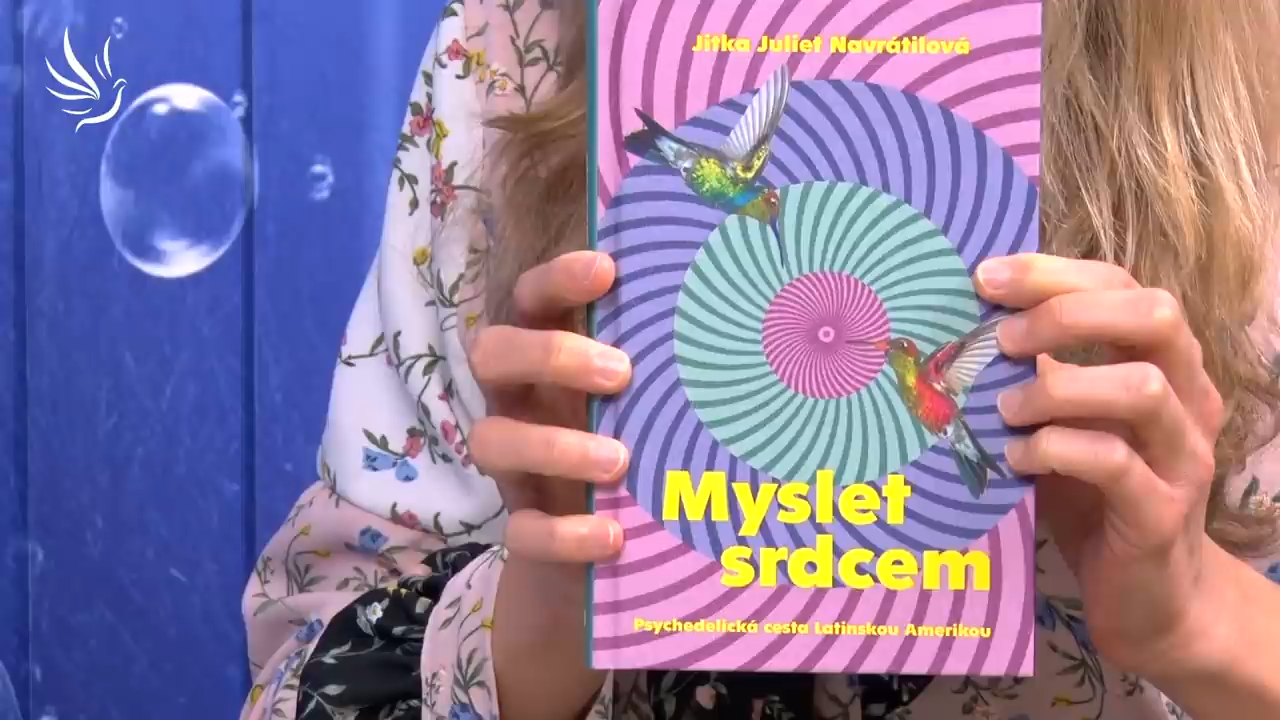 Jitka Juliet Navrátilová
Myslet
srdcem
Psychedelická cesta Latinskou Amerikou